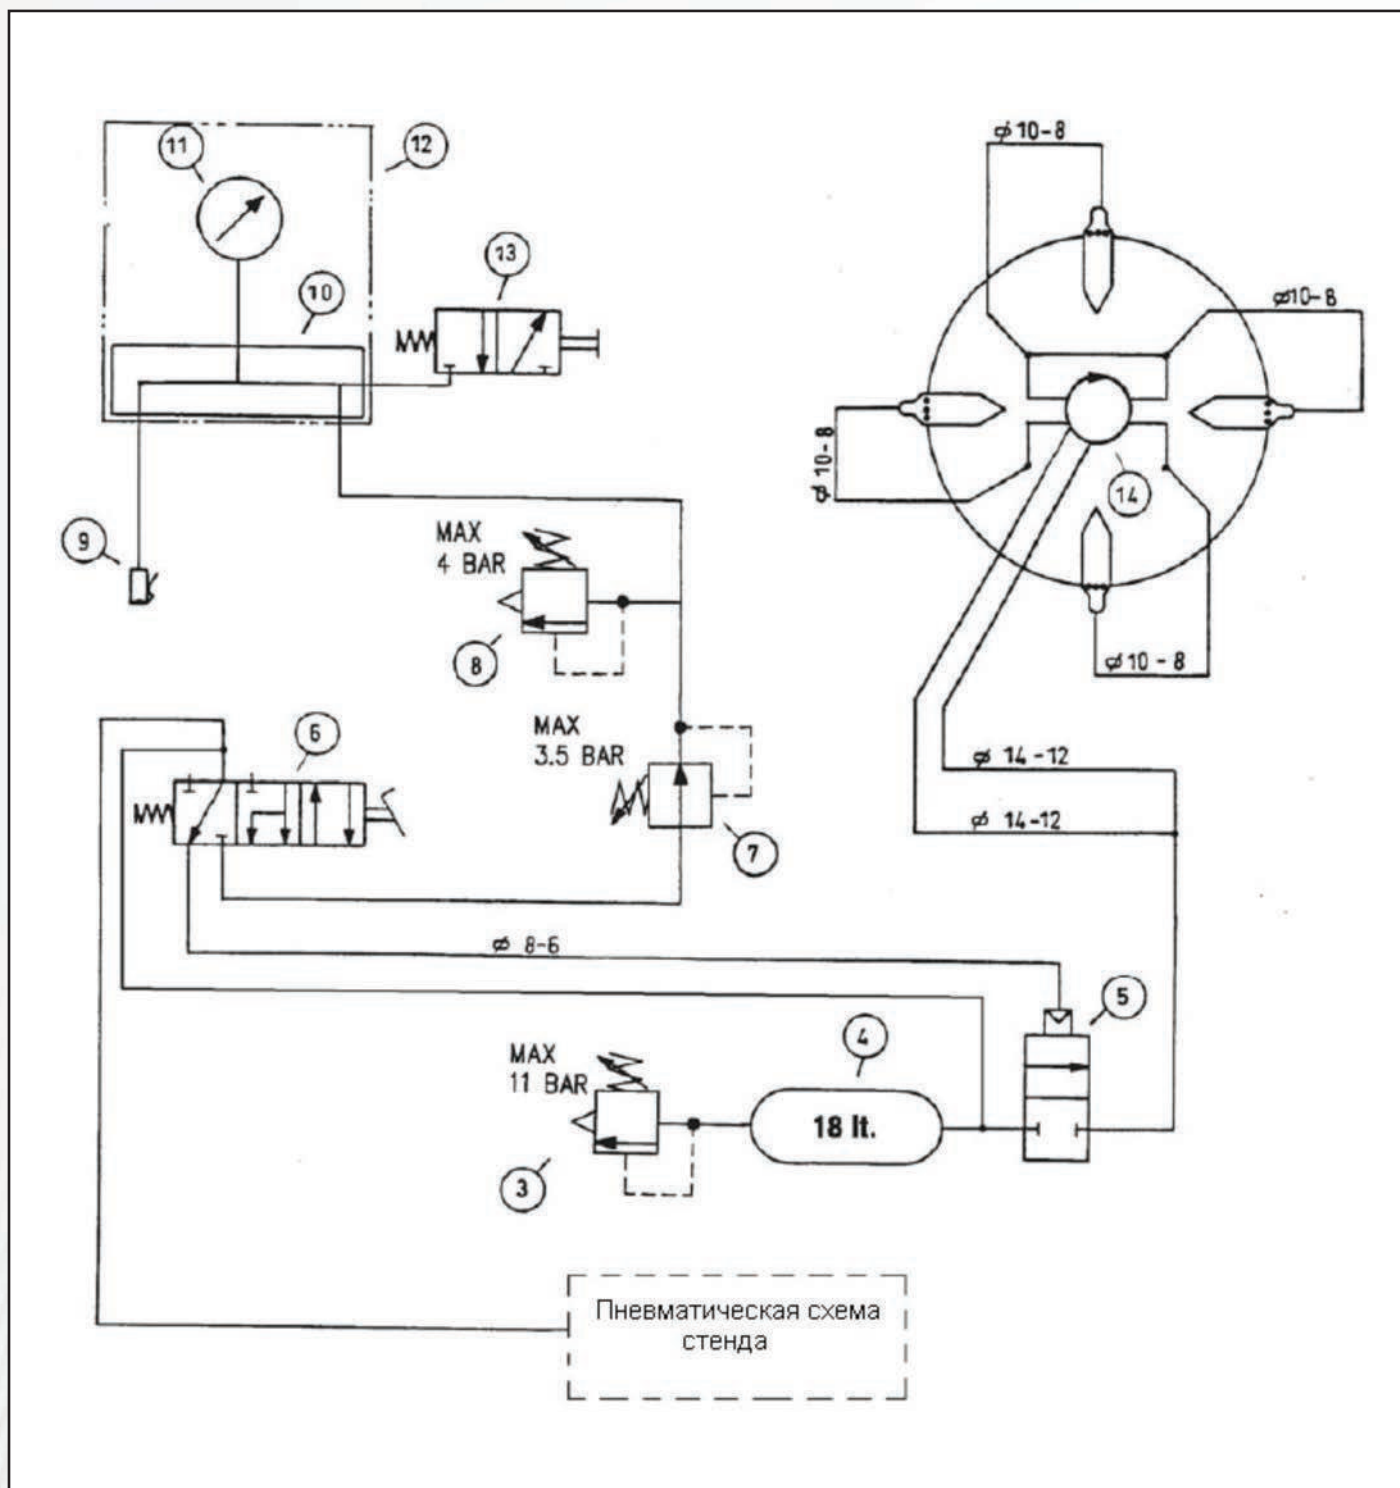 ø 10-8
11
12
13
10
ø10-8
ø 10-8
14
9
MAX
4 BAR
8
ø 10-8
6
MAX
3.5 BAR
7
ø 14-12
ø 14-12
ø 8-6
5
4
MAX
11 BAR
18 lt.
3
Пневматическая схема
стенда